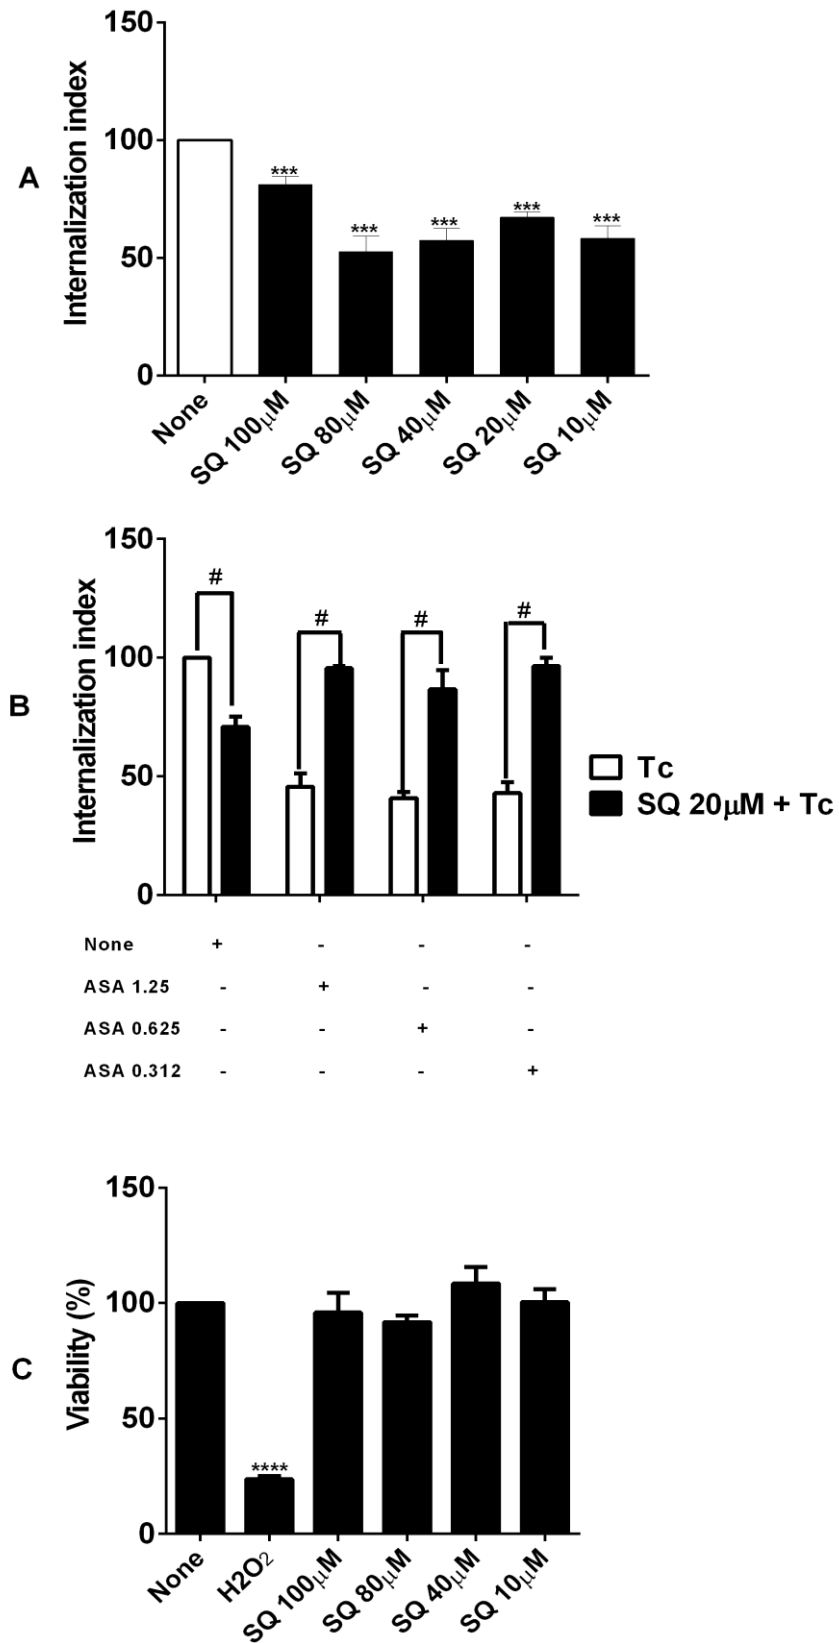 A
Internalization index
150
100
50
0
***
***
***
***
***
None
SQ 100μM
SQ 80μM
SQ 40μM
SQ 20μM
SQ 10μM
B
Internalization index
150
100
50
0
#
#
#
#
Tc
SQ 20μM + Tc
None + - - -
ASA 1.25 - + - -
ASA 0.625 - - + -
ASA 0.312 - - - +
C
Viability (%)
150
100
50
0
****
None
H2O2
SQ 100μM
SQ 80μM
SQ 40μM
SQ 10μM